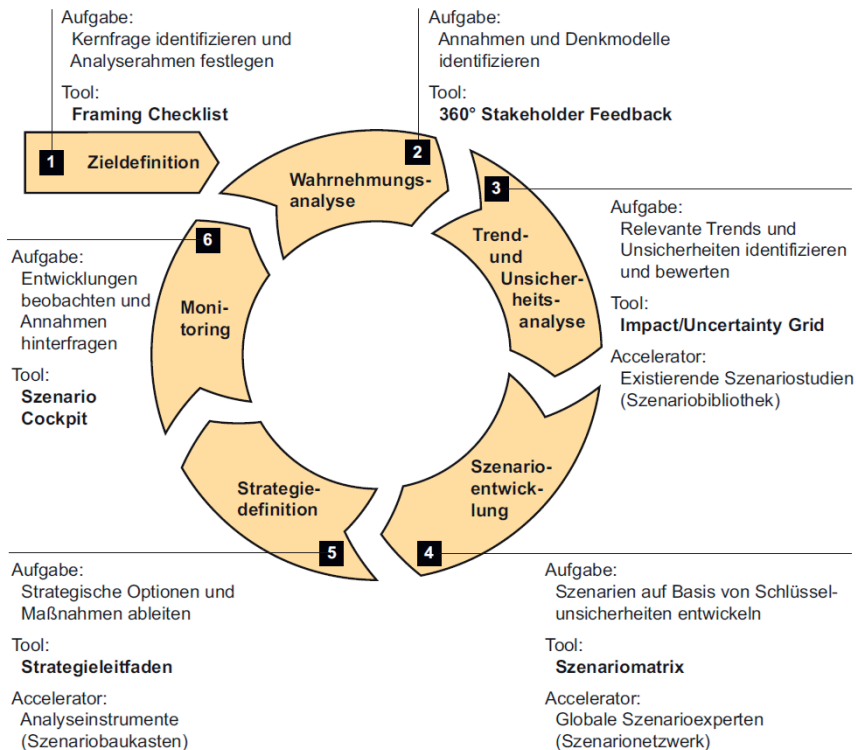 Aufgabe:
Kernfrage identifizieren und
Analyserahmen festlegen
Tool:
Framing Checklist
1 Zieldefinition
Aufgabe:
Annahmen und Denkmodelle
identifizieren
Tool:
360° Stakeholder Feedback
2
Wahrnehmungs-
analyse
3
Trend-
und
Unsicher-
heits-
analyse
Aufgabe:
Relevante Trends und
Unsicherheiten identifizieren
und bewerten
Tool:
Impact/Uncertainty Grid
Accelerator:
Existierende Szenariostudien
(Szenariobibliothek)
Szenario-
entwick-
lung
4
Aufgabe:
Szenarien auf Basis von Schlüssel-
unsicherheiten entwickeln
Tool:
Szenariomatrix
Accelerator:
Globale Szenarioexperten
(Szenarionetzwerk)
Strategie-
definition
5
Aufgabe:
Strategische Optionen und
Maßnahmen ableiten
Tool:
Strategieleitfaden
Accelerator:
Analyseinstrumente
(Szenariobaukasten)
6
Moni-
toring
Aufgabe:
Entwicklungen
beobachten und
Annahmen
hinterfragen
Tool:
Szenario
Cockpit